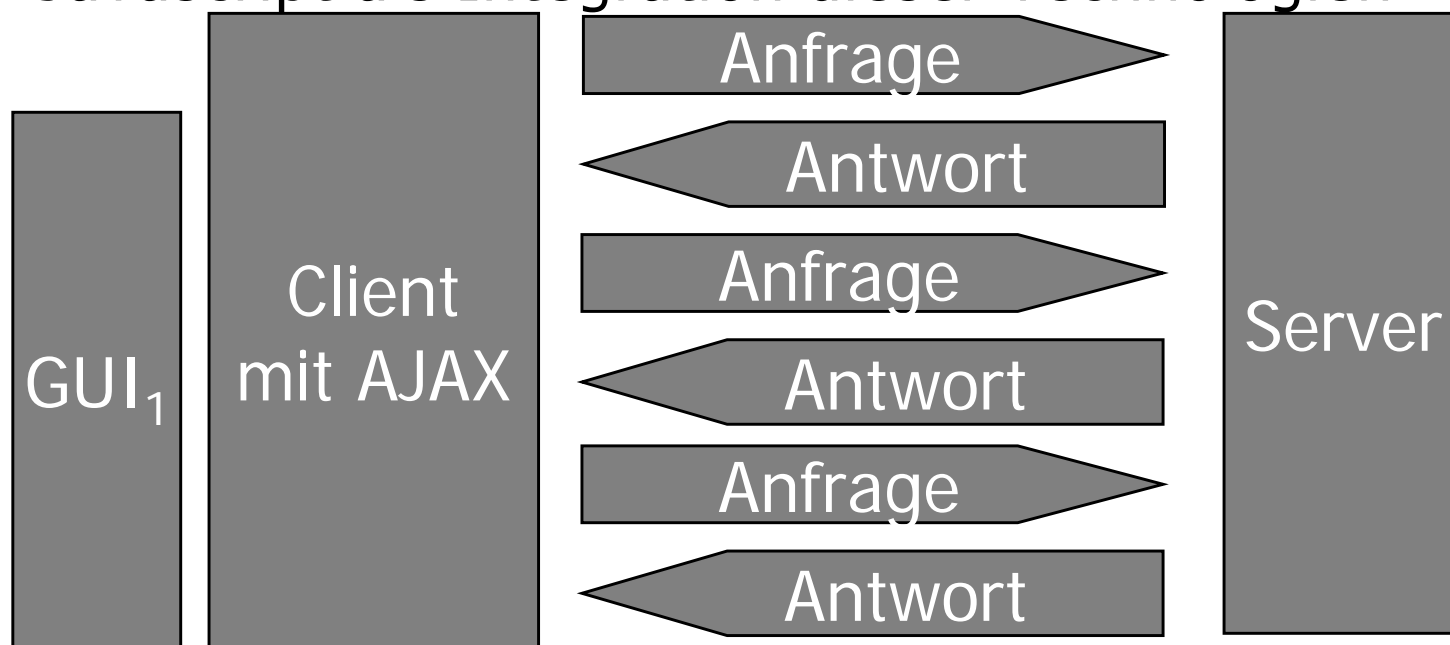 Anfrage
Antwort
Anfrage
Antwort
Anfrage
Antwort
GUI₁
Client
mit AJAX
Server